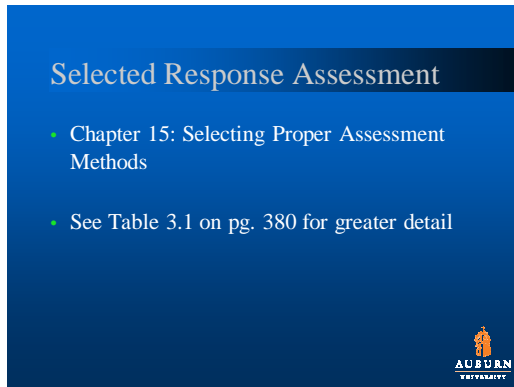 Selected Response Assessment
• Chapter 15: Selecting Proper Assessment
Methods
• See Table 3.1 on pg. 380 for greater detail
AUBURN
UNIVERSITY